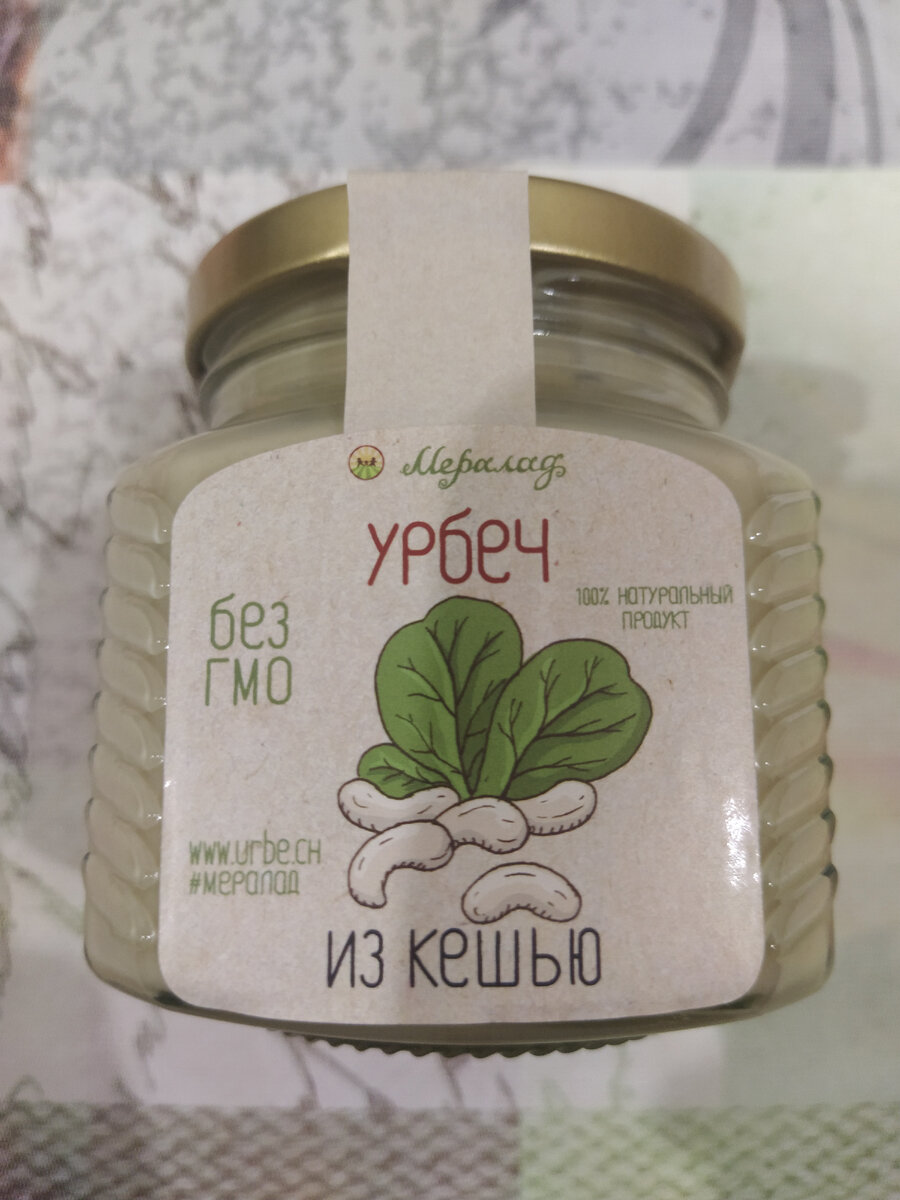 Мералад
урбеч
100% натуральный
продукт
без
гмо
www.urbe.ch
#мералад
из кешью